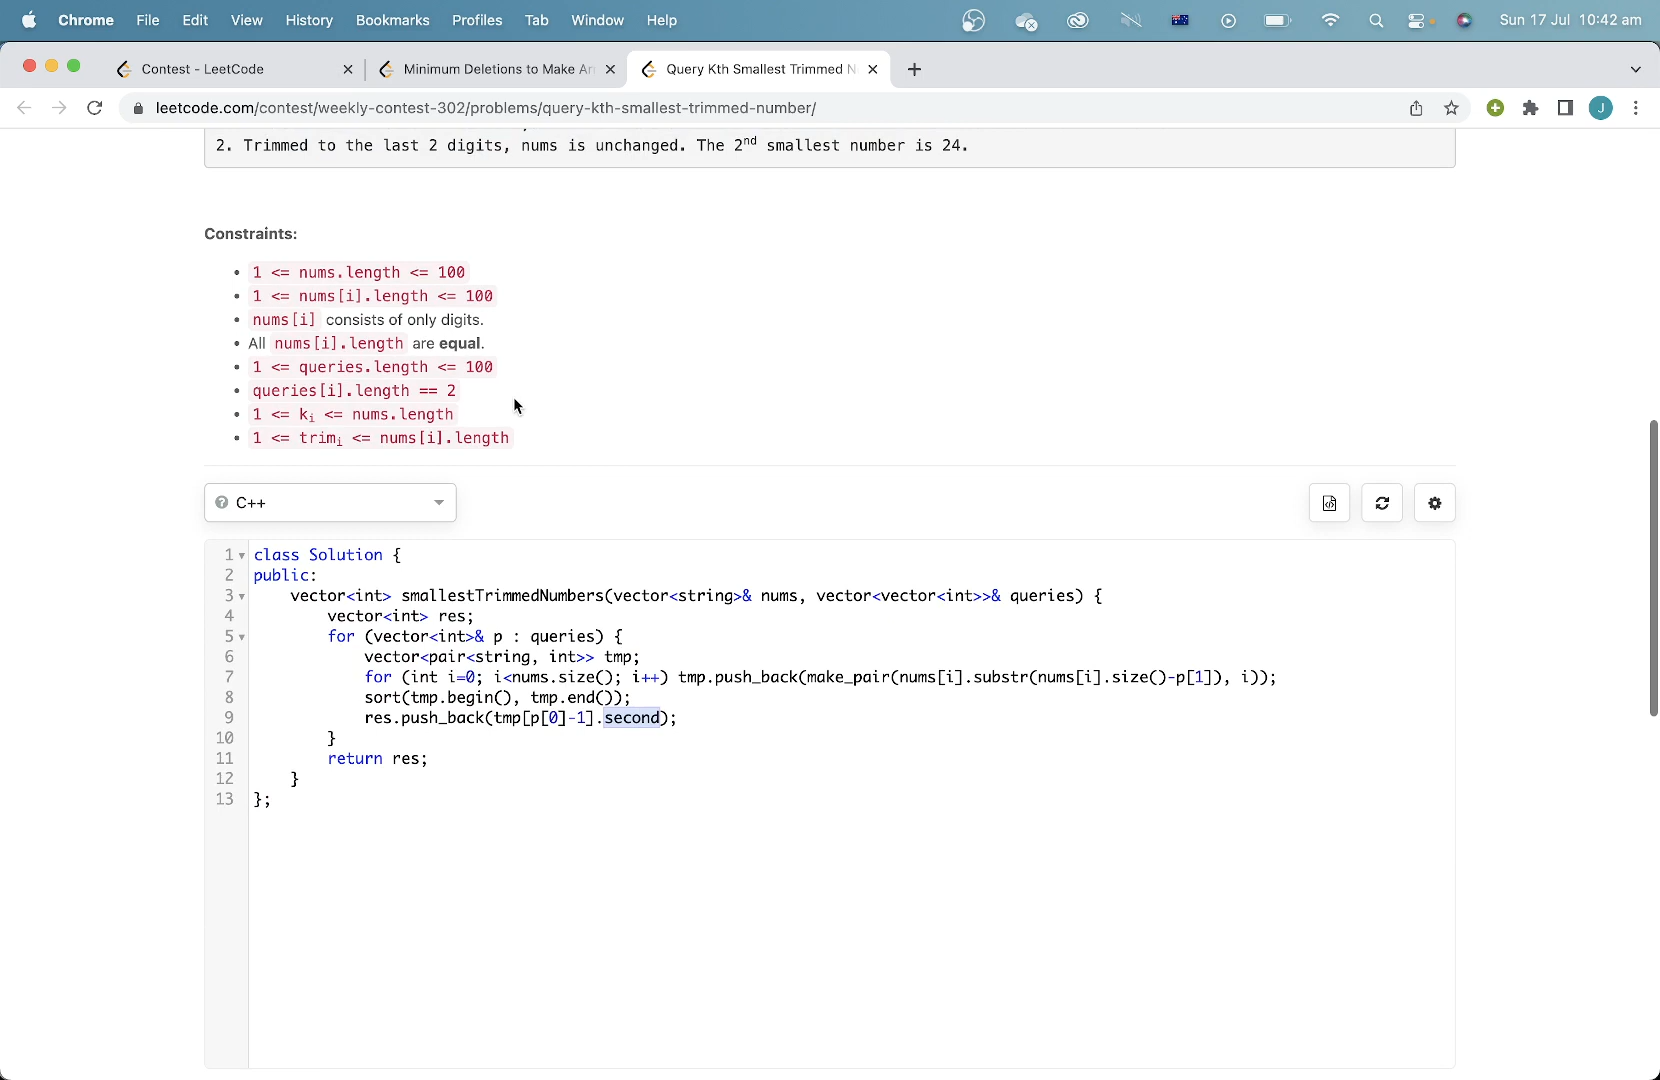 Chrome File Edit View History Bookmarks Profiles Tab Window Help Sun 17 Jul 10:42 am
Contest - LeetCode Minimum Deletions to Make Ar Query Kth Smallest Trimmed N
leetcode.com/contest/weekly-contest-302/problems/query-kth-smallest-trimmed-number/ J
2. Trimmed to the last 2 digits, nums is unchanged. The 2nd smallest number is 24.
Constraints:
• 1 <= nums.length <= 100
• 1 <= nums[i].length <= 100
• nums[i] consists of only digits.
• All nums[i].length are equal.
• 1 <= queries.length <= 100
• queries[i].length == 2
• 1 <= ki <= nums.length
• 1 <= trimi <= nums[i].length
C++
1 class Solution {
2 public:
3     vector<int> smallestTrimmedNumbers(vector<string>& nums, vector<vector<int>>& queries) {
4         vector<int> res;
5         for (vector<int>& p : queries) {
6             vector<pair<string, int>> tmp;
7             for (int i=0; i<nums.size(); i++) tmp.push_back(make_pair(nums[i].substr(nums[i].size()-p[1]), i));
8             sort(tmp.begin(), tmp.end());
9             res.push_back(tmp[p[0]-1].second);
10         }
11         return res;
12     }
13 };